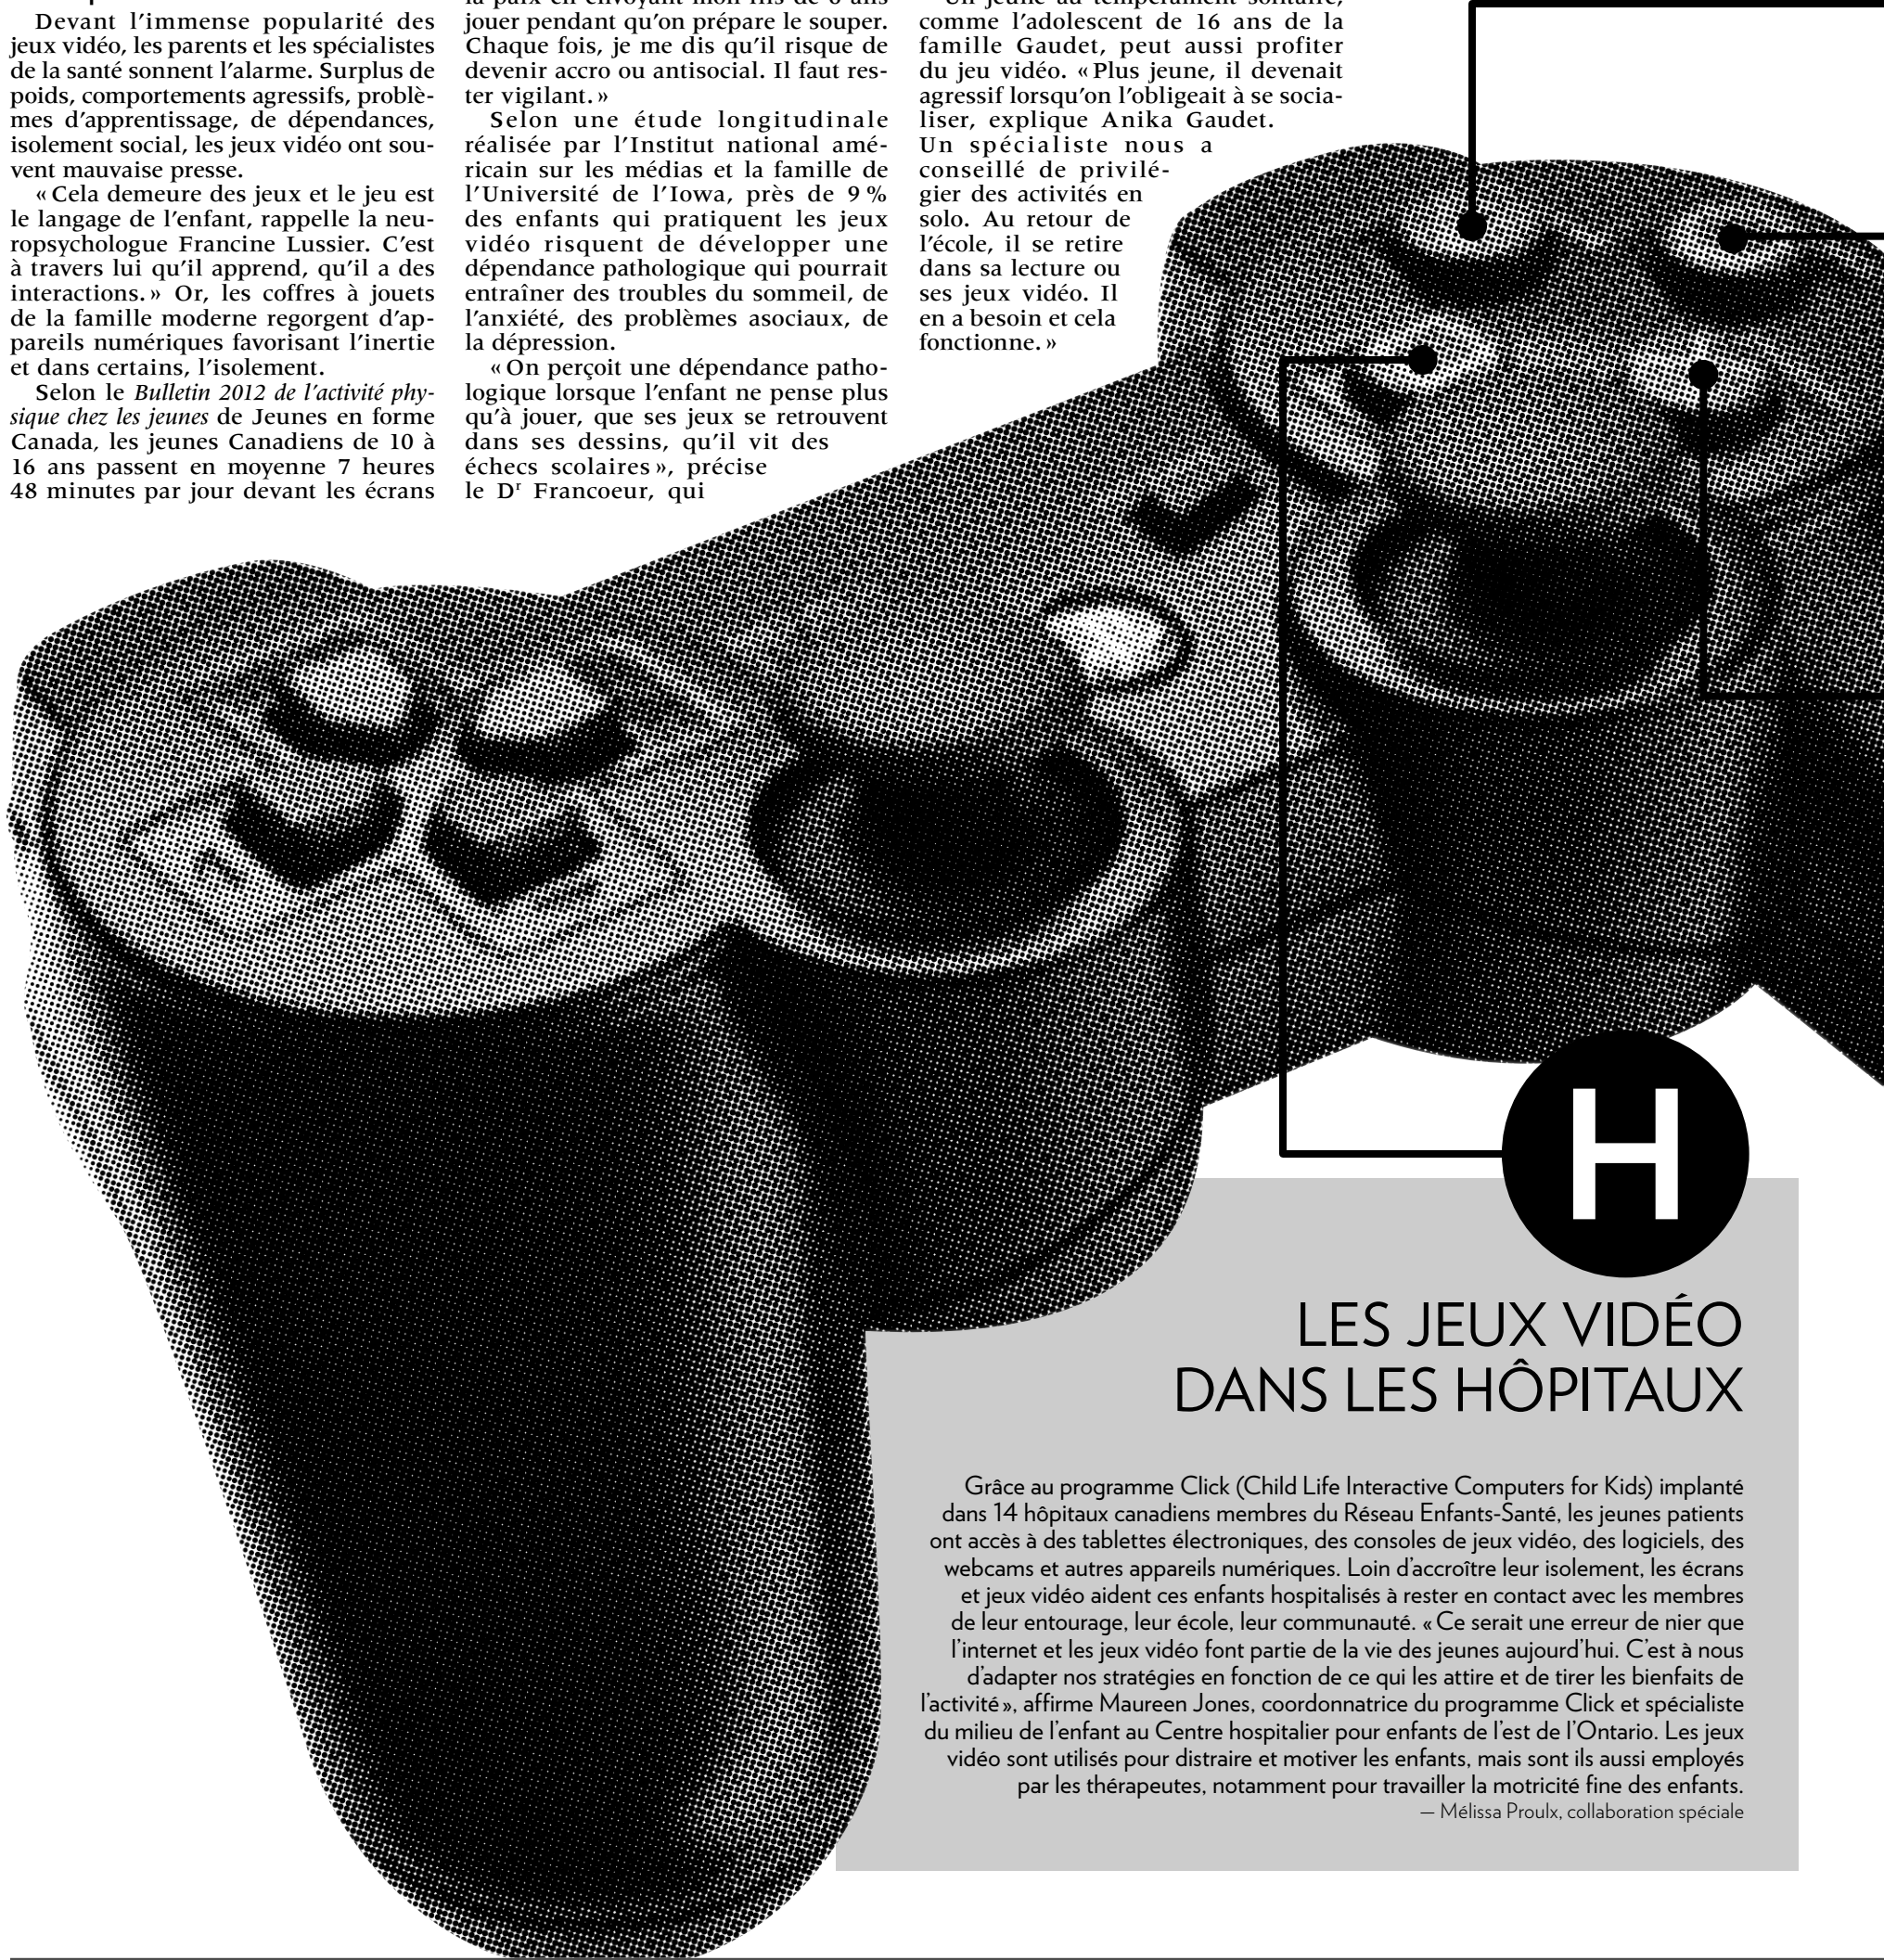 Devant l'immense popularité des
jeux vidéo, les parents et les spécialistes
de la santé sonnent l'alarme. Surplus de
poids, comportements agressifs, problè-
mes d'apprentissage, de dépendances,
isolement social, les jeux vidéo ont sou-
vent mauvaise presse.
« Cela demeure des jeux et le jeu est
le langage de l'enfant, rappelle la neu-
ropsychologue Francine Lussier. C'est
à travers lui qu'il apprend, qu'il a des
interactions. » Or, les coffres à jouets
de la famille moderne regorgent d'ap-
pareils numériques favorisant l'inertie
et dans certains, l'isolement.
Selon le Bulletin 2012 de l'activité phy-
sique chez les jeunes de Jeunes en forme
Canada, les jeunes Canadiens de 10 à
16 ans passent en moyenne 7 heures
48 minutes par jour devant les écrans
la paix en envoyant mon fils de 6 ans
jouer pendant qu'on prépare le souper.
Chaque fois, je me dis qu'il risque de
devenir accro ou antisocial. Il faut res-
ter vigilant. »
Selon une étude longitudinale
réalisée par l'Institut national amé-
ricain sur les médias et la famille de
l'Université de l'Iowa, près de 9 %
des enfants qui pratiquent les jeux
vidéo risquent de développer une
dépendance pathologique qui pourrait
entraîner des troubles du sommeil, de
l'anxiété, des problèmes asociaux, de
la dépression.
« On perçoit une dépendance patho-
logique lorsque l'enfant ne pense plus
qu'à jouer, que ses jeux se retrouvent
dans ses dessins, qu'il vit des
échecs scolaires », précise
le Dr Francoeur, qui
Un jeune au tempérament solitaire,
comme l'adolescent de 16 ans de la
famille Gaudet, peut aussi profiter
du jeu vidéo. « Plus jeune, il devenait
agressif lorsqu'on l'obligeait à se socia-
liser, explique Anika Gaudet.
Un spécialiste nous a
conseillé de privilé-
gier des activités en
solo. Au retour de
l'école, il se retire
dans sa lecture ou
ses jeux vidéo. Il
en a besoin et cela
fonctionne. »
H
LES JEUX VIDÉO
DANS LES HÔPITAUX
Grâce au programme Click (Child Life Interactive Computers for Kids) implanté
dans 14 hôpitaux canadiens membres du Réseau Enfants-Santé, les jeunes patients
ont accès à des tablettes électroniques, des consoles de jeux vidéo, des logiciels, des
webcams et autres appareils numériques. Loin d'accroître leur isolement, les écrans
et jeux vidéo aident ces enfants hospitalisés à rester en contact avec les membres
de leur entourage, leur école, leur communauté. « Ce serait une erreur de nier que
l'internet et les jeux vidéo font partie de la vie des jeunes aujourd'hui. C'est à nous
d'adapter nos stratégies en fonction de ce qui les attire et de tirer les bienfaits de
l'activité », affirme Maureen Jones, coordonnatrice du programme Click et spécialiste
du milieu de l'enfant au Centre hospitalier pour enfants de l'est de l'Ontario. Les jeux
vidéo sont utilisés pour distraire et motiver les enfants, mais sont ils aussi employés
par les thérapeutes, notamment pour travailler la motricité fine des enfants.
— Mélissa Proulx, collaboration spéciale